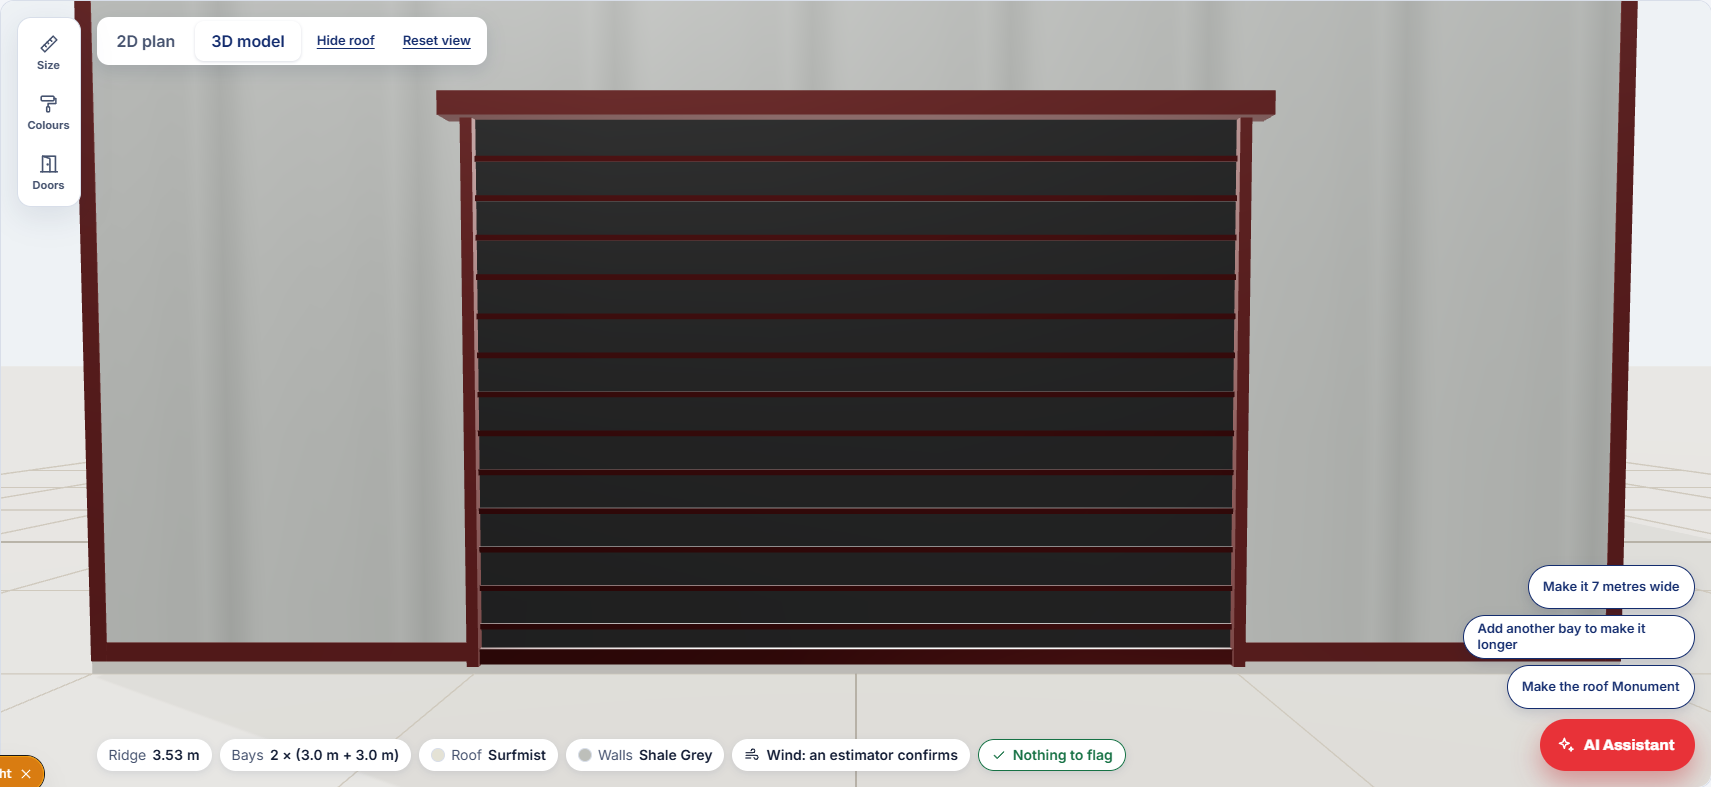 2D plan
3D model
Hide roof
Reset view
Size
Colours
Doors
Make it 7 metres wide
Add another bay to make it
longer
Make the roof Monument
AI Assistant
Ridge 3.53 m
Bays 2 × (3.0 m + 3.0 m)
Roof Surfmist
Walls Shale Grey
Wind: an estimator confirms
Nothing to flag
ht